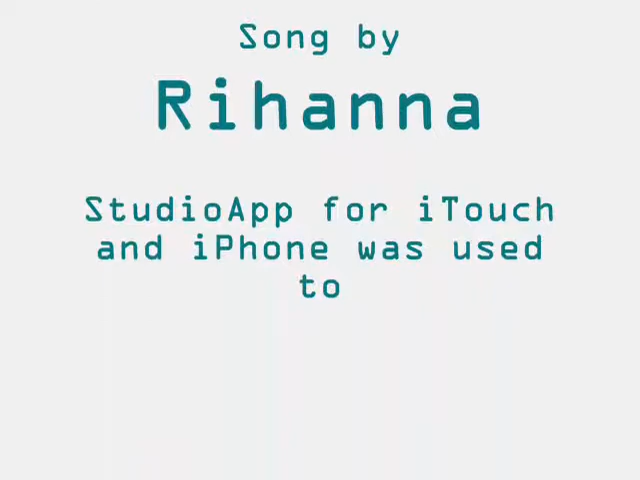 Song by
Rihanna
StudioApp for iTouch
and iPhone was used
to